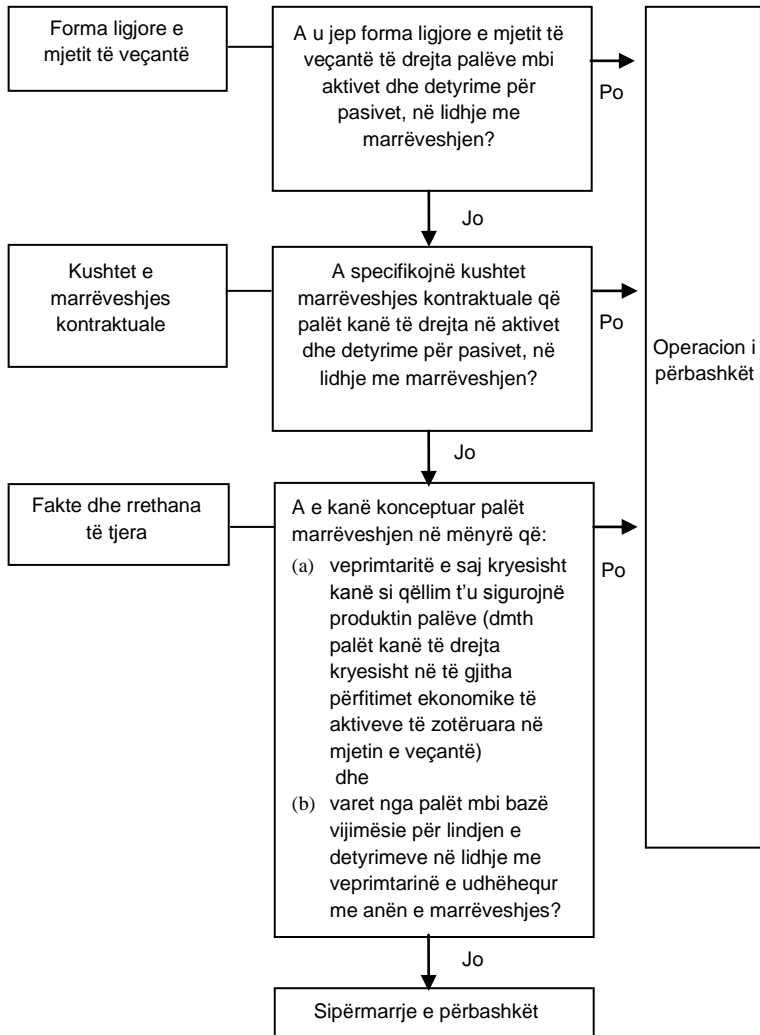 Forma ligjore e
mjetit të veçantë
A u jep forma ligjore e mjetit të
veçantë të drejta palëve mbi
aktivet dhe detyrime për
pasivet, në lidhje me
marrëveshjen?
Po
Jo
Kushtet e
marrëveshjes
kontraktuale
A specifikojnë kushtet
marrëveshjes kontraktuale që
palët kanë të drejta në aktivet
dhe detyrime për pasivet, në
lidhje me marrëveshjen?
Po
Operacion i
përbashkët
Jo
Fakte dhe rrethana
të tjera
A e kanë konceptuar palët
marrëveshjen në mënyrë që:
(a) veprimtaritë e saj kryesisht
kanë si qëllim t'u sigurojnë
produktin palëve (dmth
palët kanë të drejta
kryesisht në të gjitha
përfitimet ekonomike të
aktiveve të zotëruara në
mjetin e veçantë)
dhe
(b) varet nga palët mbi bazë
vijimësie për lindjen e
detyrimeve në lidhje me
veprimtarinë e udhëhequr
me anën e marrëveshjes?
Po
Jo
Sipërmarrje e përbashkët